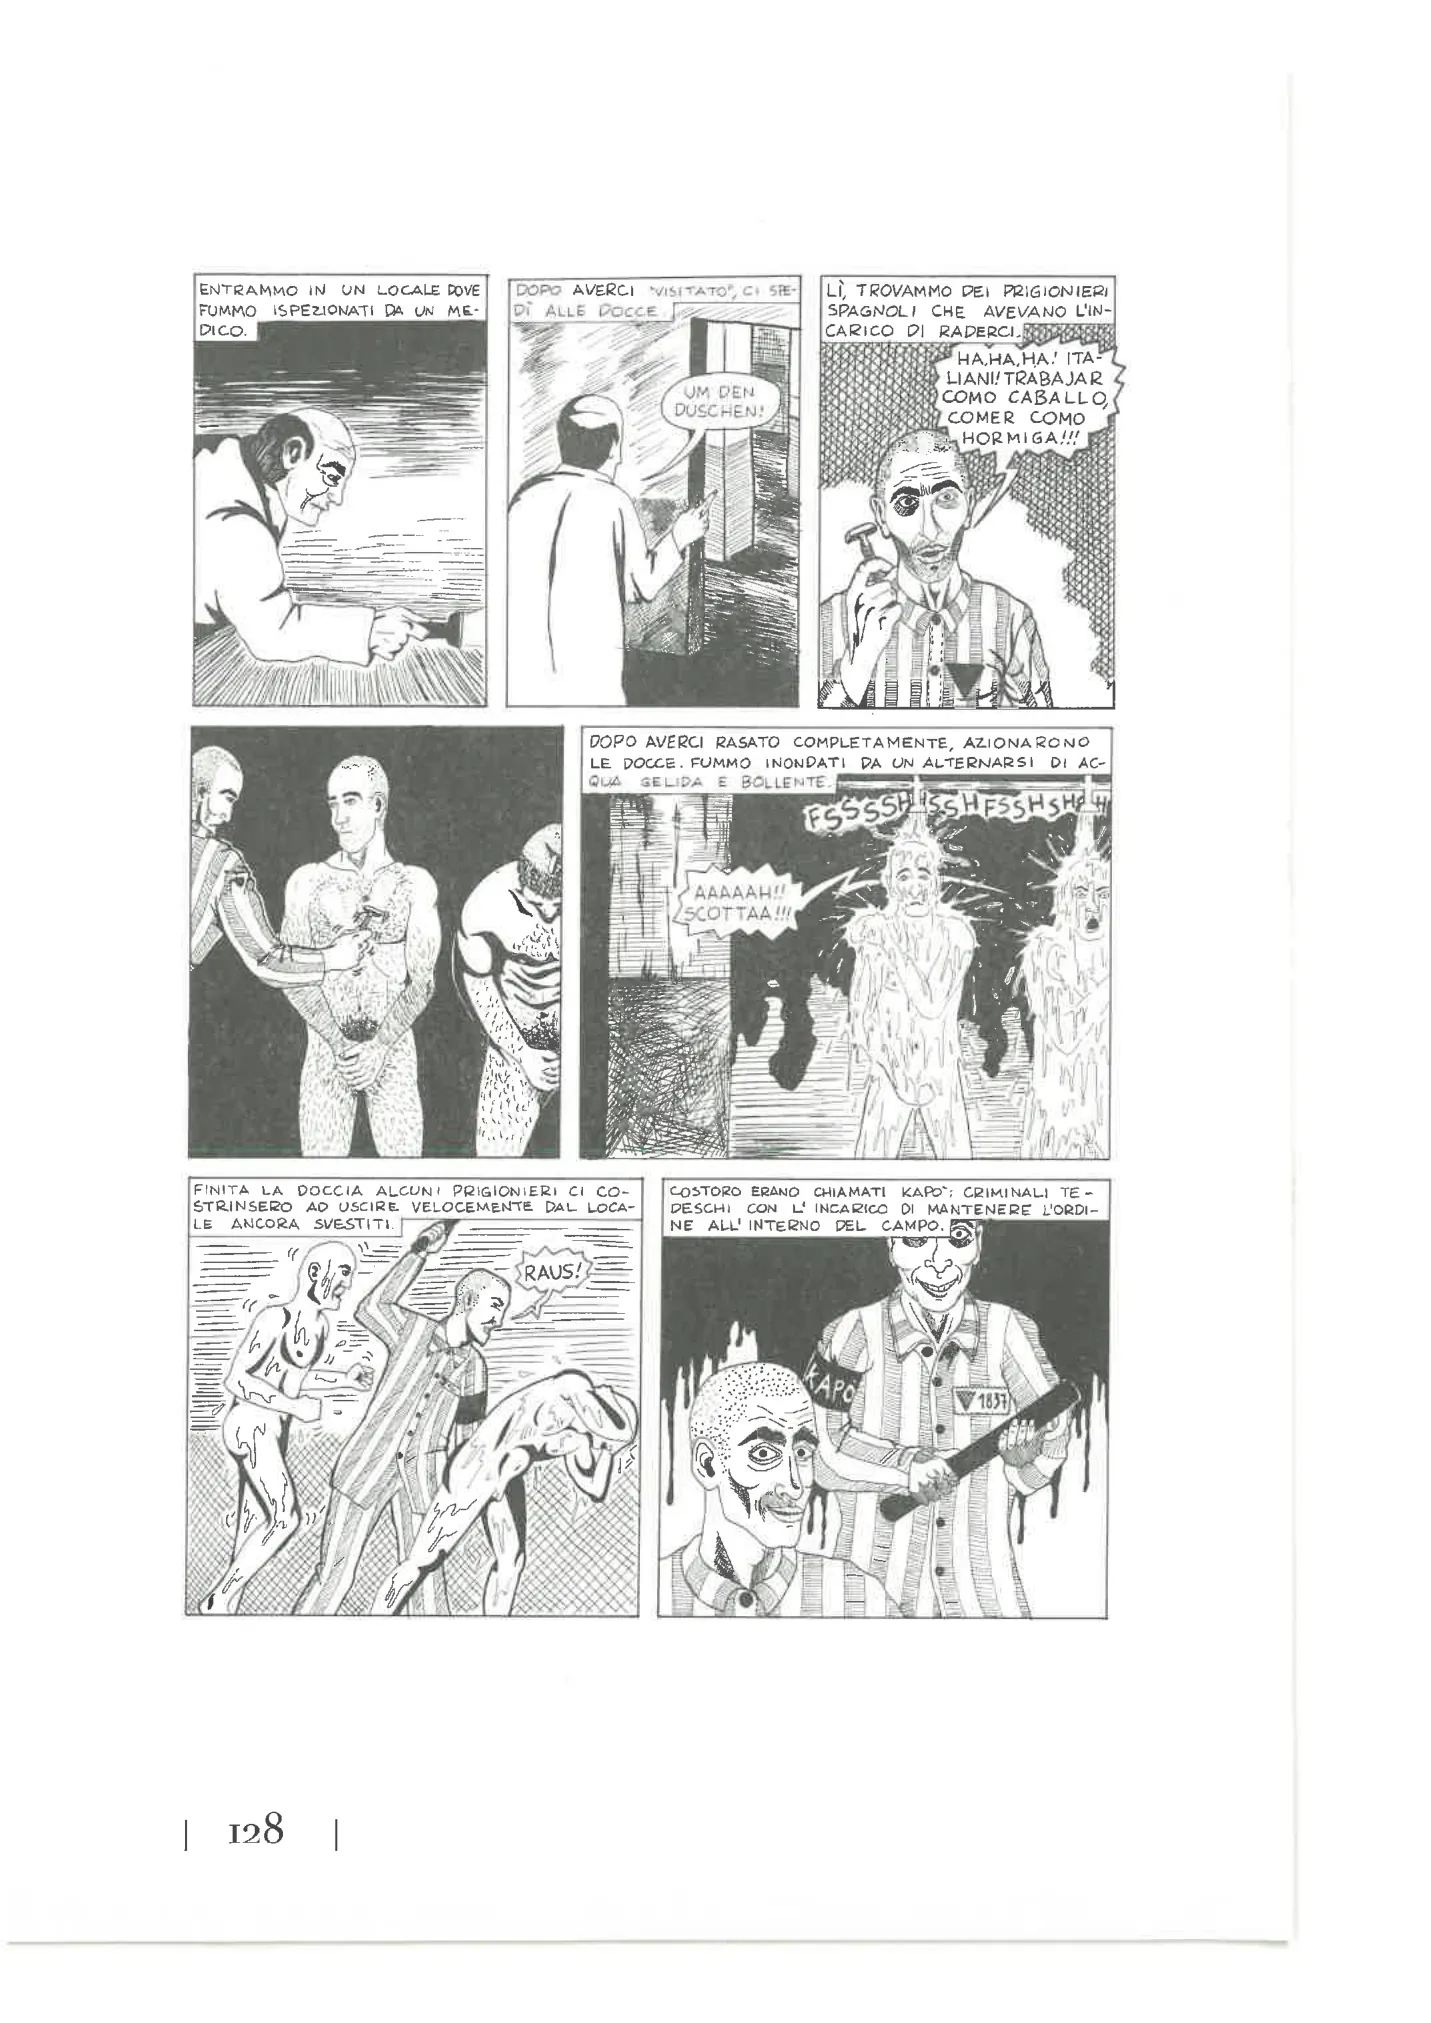 ENTRAMMO IN UN LOCALE DOVE
FUMMO ISPEZIONATI DA UN ME-
DICO.
DOPO AVERCI "VISITATO", CI SPE-
DÌ ALLE DOCCE.
UM DEN
DUSCHEN!
LÌ, TROVAMMO DEI PRIGIONIERI
SPAGNOLI CHE AVEVANO L'IN-
CARICO DI RADERCI.
HA, HA, HA! ITA-
LIANI! TRABAJAR
COMO CABALLO,
COMER COMO
HORMIGA!!!
DOPO AVERCI RASATO COMPLETAMENTE, AZIONARONO
LE DOCCE. FUMMO INONDATI DA UN ALTERNARSI DI AC-
QUA GELIDA E BOLLENTE.
FSSSSHHSSHFSSHSHSHH
AAAAAH!!
SCOTTAA!!!
FINITA LA DOCCIA ALCUNI PRIGIONIERI CI CO-
STRINSERO AD USCIRE VELOCEMENTE DAL LOCA-
LE ANCORA SVESTITI.
RAUS!
COSTORO ERANO CHIAMATI KAPO`: CRIMINALI TE-
DESCHI CON L' INCARICO DI MANTENERE L'ORDI-
NE ALL' INTERNO DEL CAMPO.
KAPO
1837
| 128 |